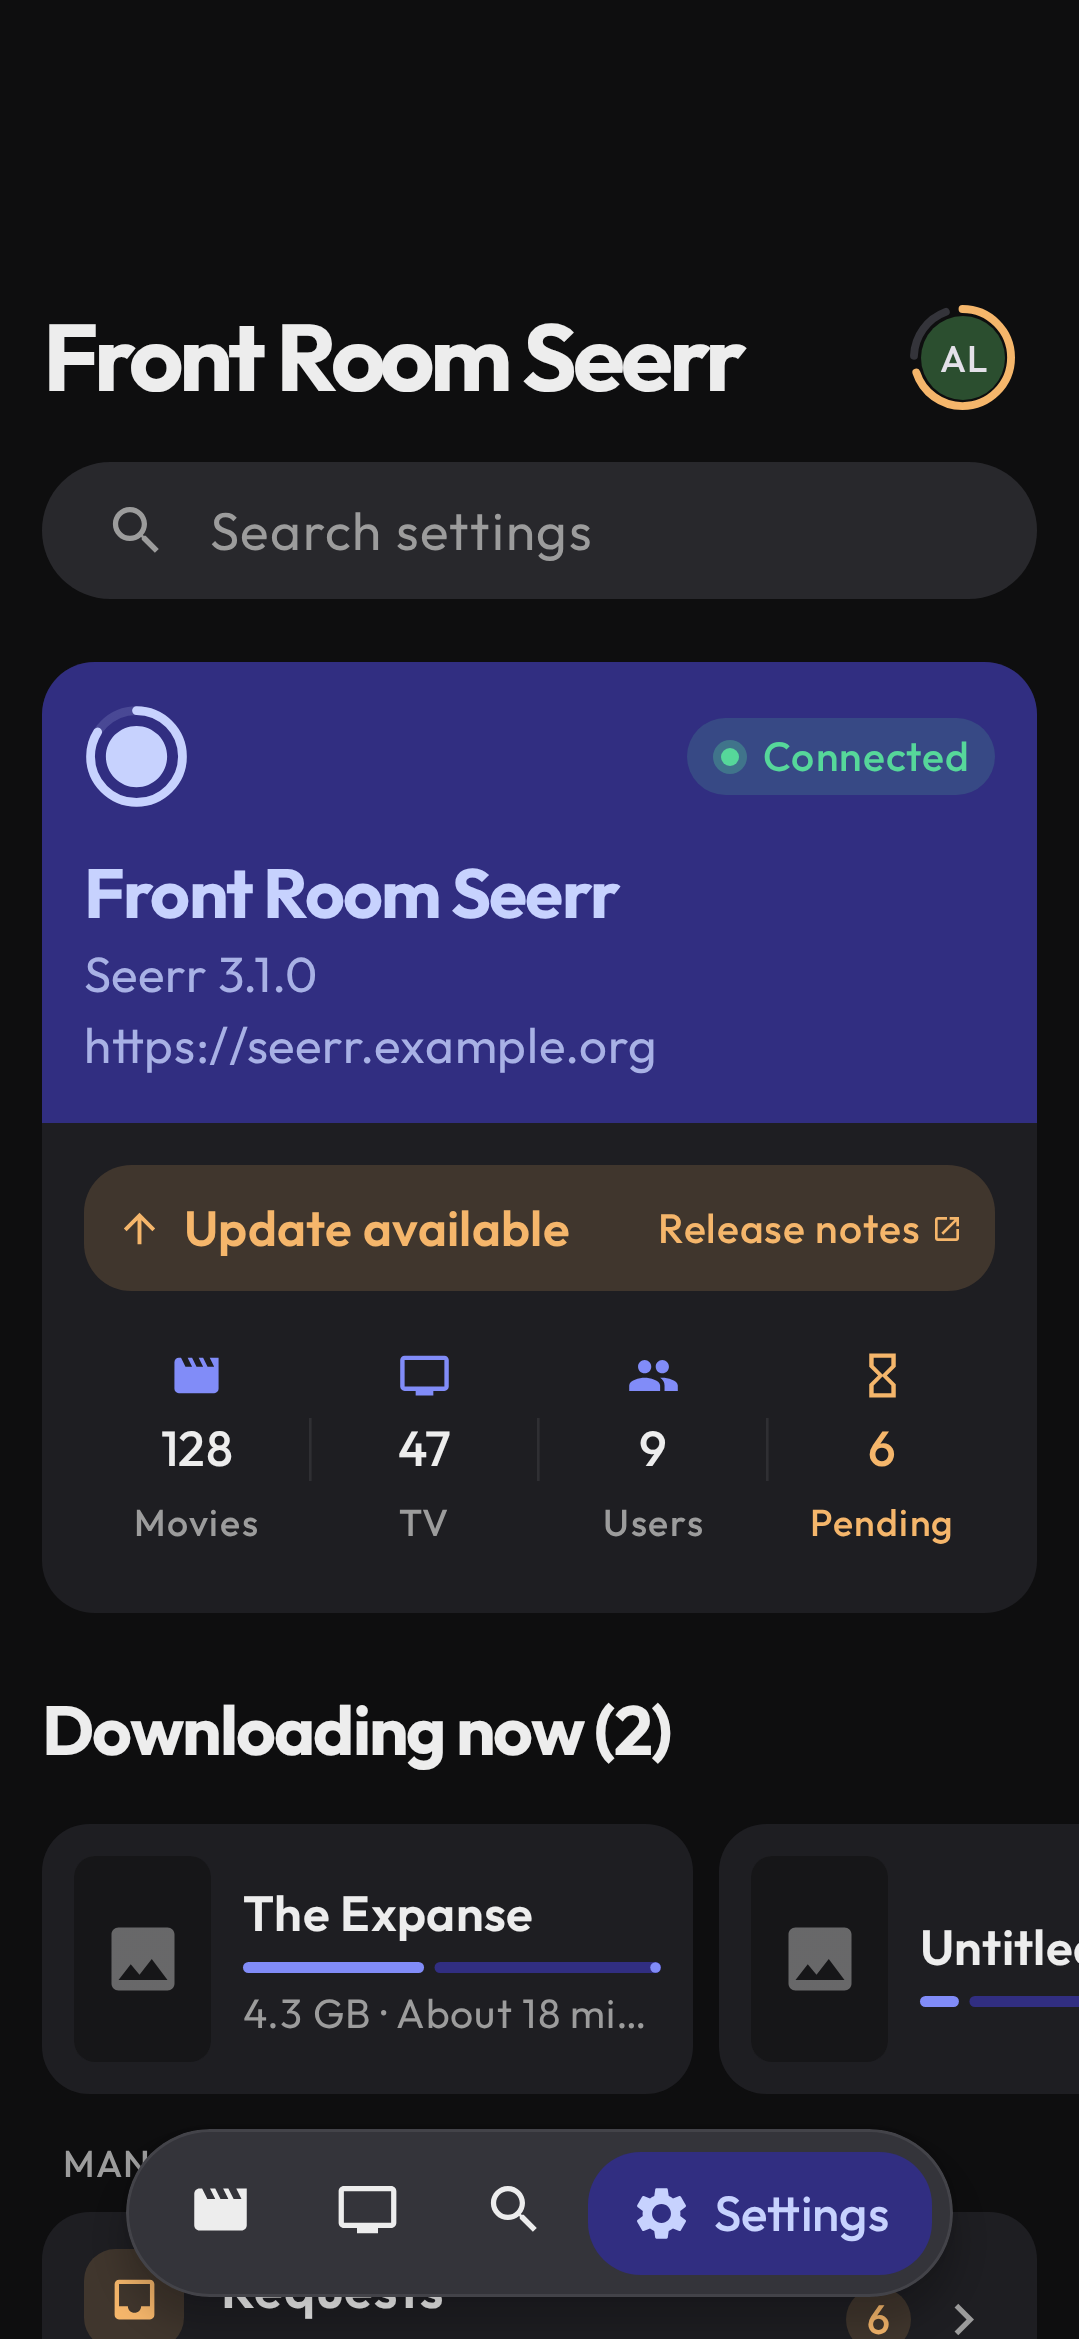 Front Room Seerr
AL
Search settings
Connected
Front Room Seerr
Seerr 3.1.0
https://seerr.example.org
Update available
Release notes
128
47
9
6
Movies
TV
Users
Pending
Downloading now (2)
The Expanse
4.3 GB · About 18 mi...
Settings
Requests
6